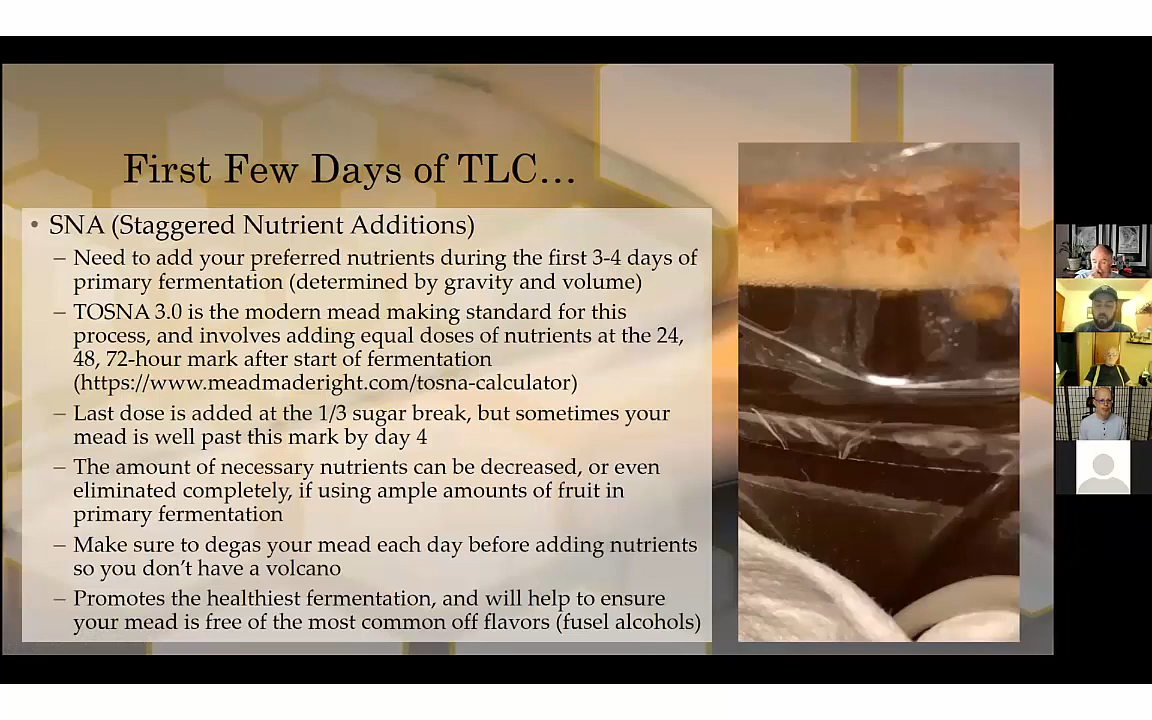 First Few Days of TLC…
• SNA (Staggered Nutrient Additions)
– Need to add your preferred nutrients during the first 3-4 days of
primary fermentation (determined by gravity and volume)
– TOSNA 3.0 is the modern mead making standard for this
process, and involves adding equal doses of nutrients at the 24,
48, 72-hour mark after start of fermentation
(https://www.meadmaderight.com/tosna-calculator)
– Last dose is added at the 1/3 sugar break, but sometimes your
mead is well past this mark by day 4
– The amount of necessary nutrients can be decreased, or even
eliminated completely, if using ample amounts of fruit in
primary fermentation
– Make sure to degas your mead each day before adding nutrients
so you don’t have a volcano
– Promotes the healthiest fermentation, and will help to ensure
your mead is free of the most common off flavors (fusel alcohols)